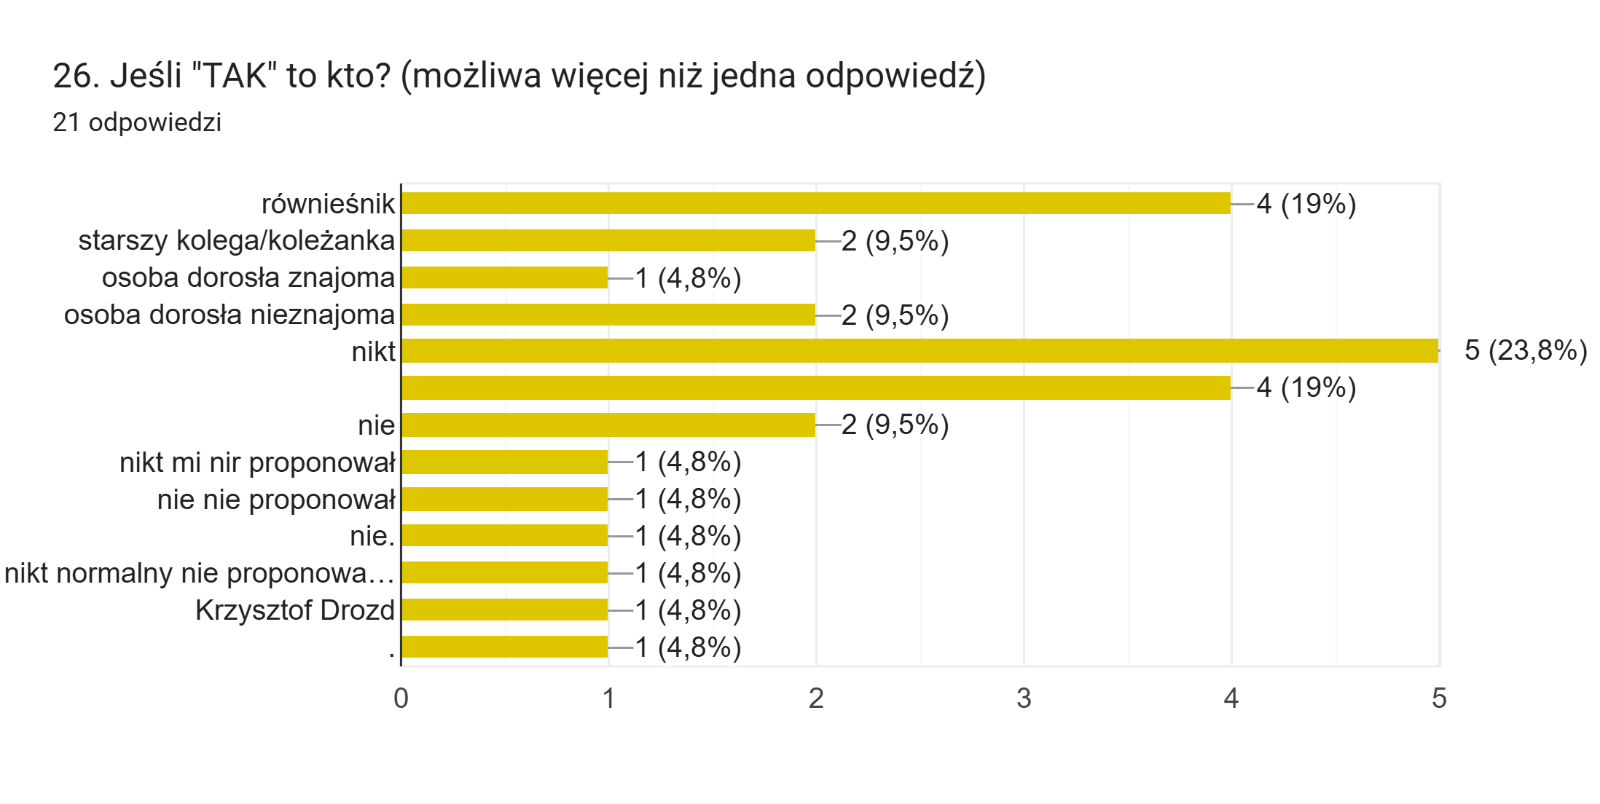 26. Jeśli "TAK" to kto? (możliwa więcej niż jedna odpowiedź)
21 odpowiedzi
równieśnik 4 (19%)
starszy kolega/koleżanka 2 (9,5%)
osoba dorosła znajoma 1 (4,8%)
osoba dorosła nieznajoma 2 (9,5%)
nikt 5 (23,8%)
4 (19%)
nie 2 (9,5%)
nikt mi nir proponował 1 (4,8%)
nie nie proponował 1 (4,8%)
nie. 1 (4,8%)
nikt normalny nie proponowa… 1 (4,8%)
Krzysztof Drozd 1 (4,8%)
. 1 (4,8%)
0 1 2 3 4 5